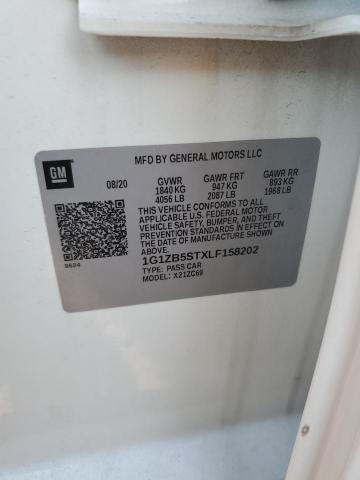 GM
MFD BY GENERAL MOTORS LLC
08/20 GVWR GAWR FRT GAWR RR
1840 KG 947 KG 893 KG
4056 LB 2087 LB 1968 LB
THIS VEHICLE CONFORMS TO ALL
APPLICABLE U.S. FEDERAL MOTOR
VEHICLE SAFETY, BUMPER, AND THEFT
PREVENTION STANDARDS IN EFFECT ON
THE DATE OF MANUFACTURE SHOWN
ABOVE.
1G1ZB5STXLF158202
TYPE: PASS CAR
MODEL: X21ZC69